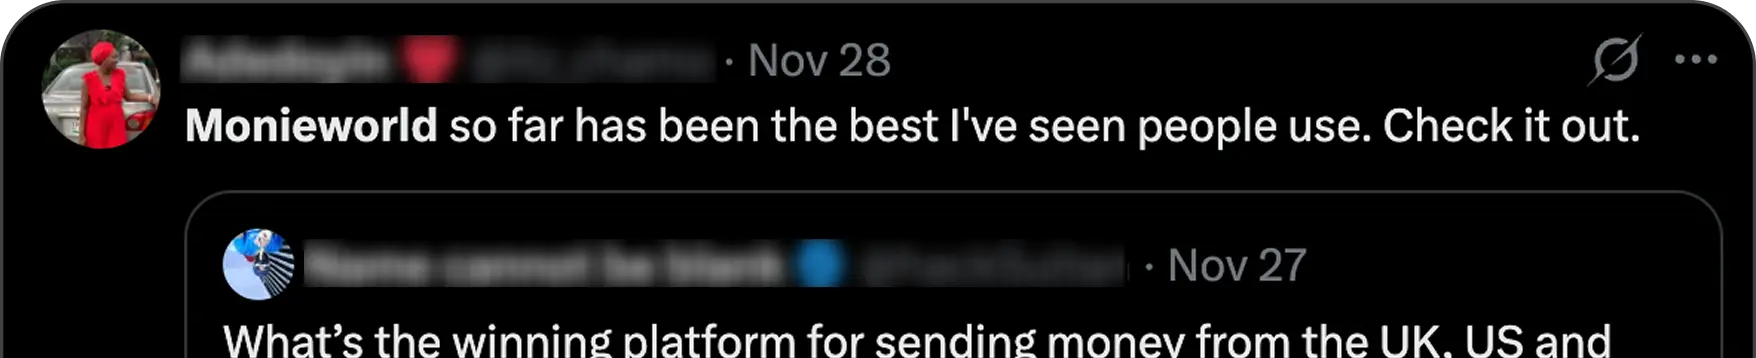 · Nov 28
Monieworld so far has been the best I've seen people use. Check it out.
· Nov 27
What's the winning platform for sending money from the UK, US and